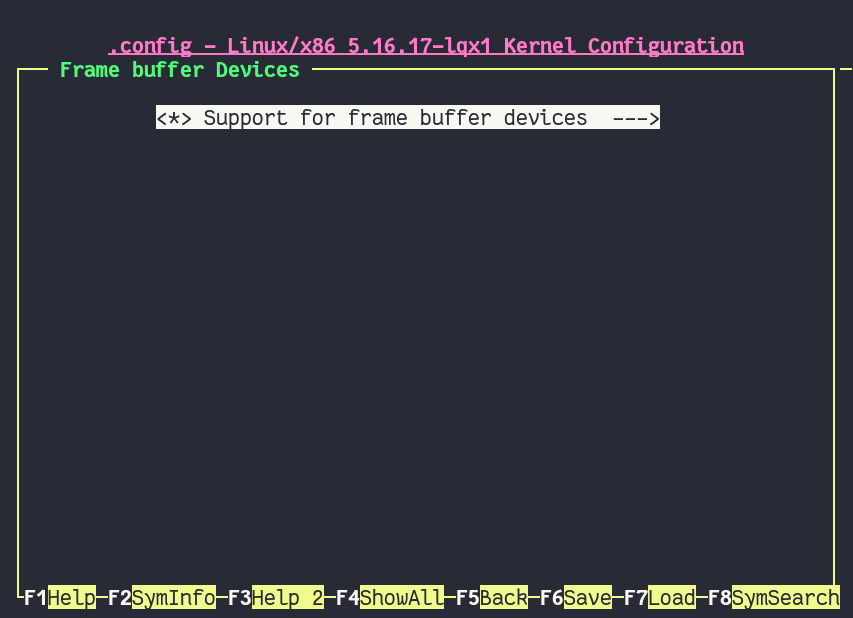 .config - Linux/x86 5.16.17-lqx1 Kernel Configuration
Frame buffer Devices
<*> Support for frame buffer devices  --->
F1Help-F2SymInfo-F3Help 2-F4ShowAll-F5Back-F6Save-F7Load-F8SymSearch